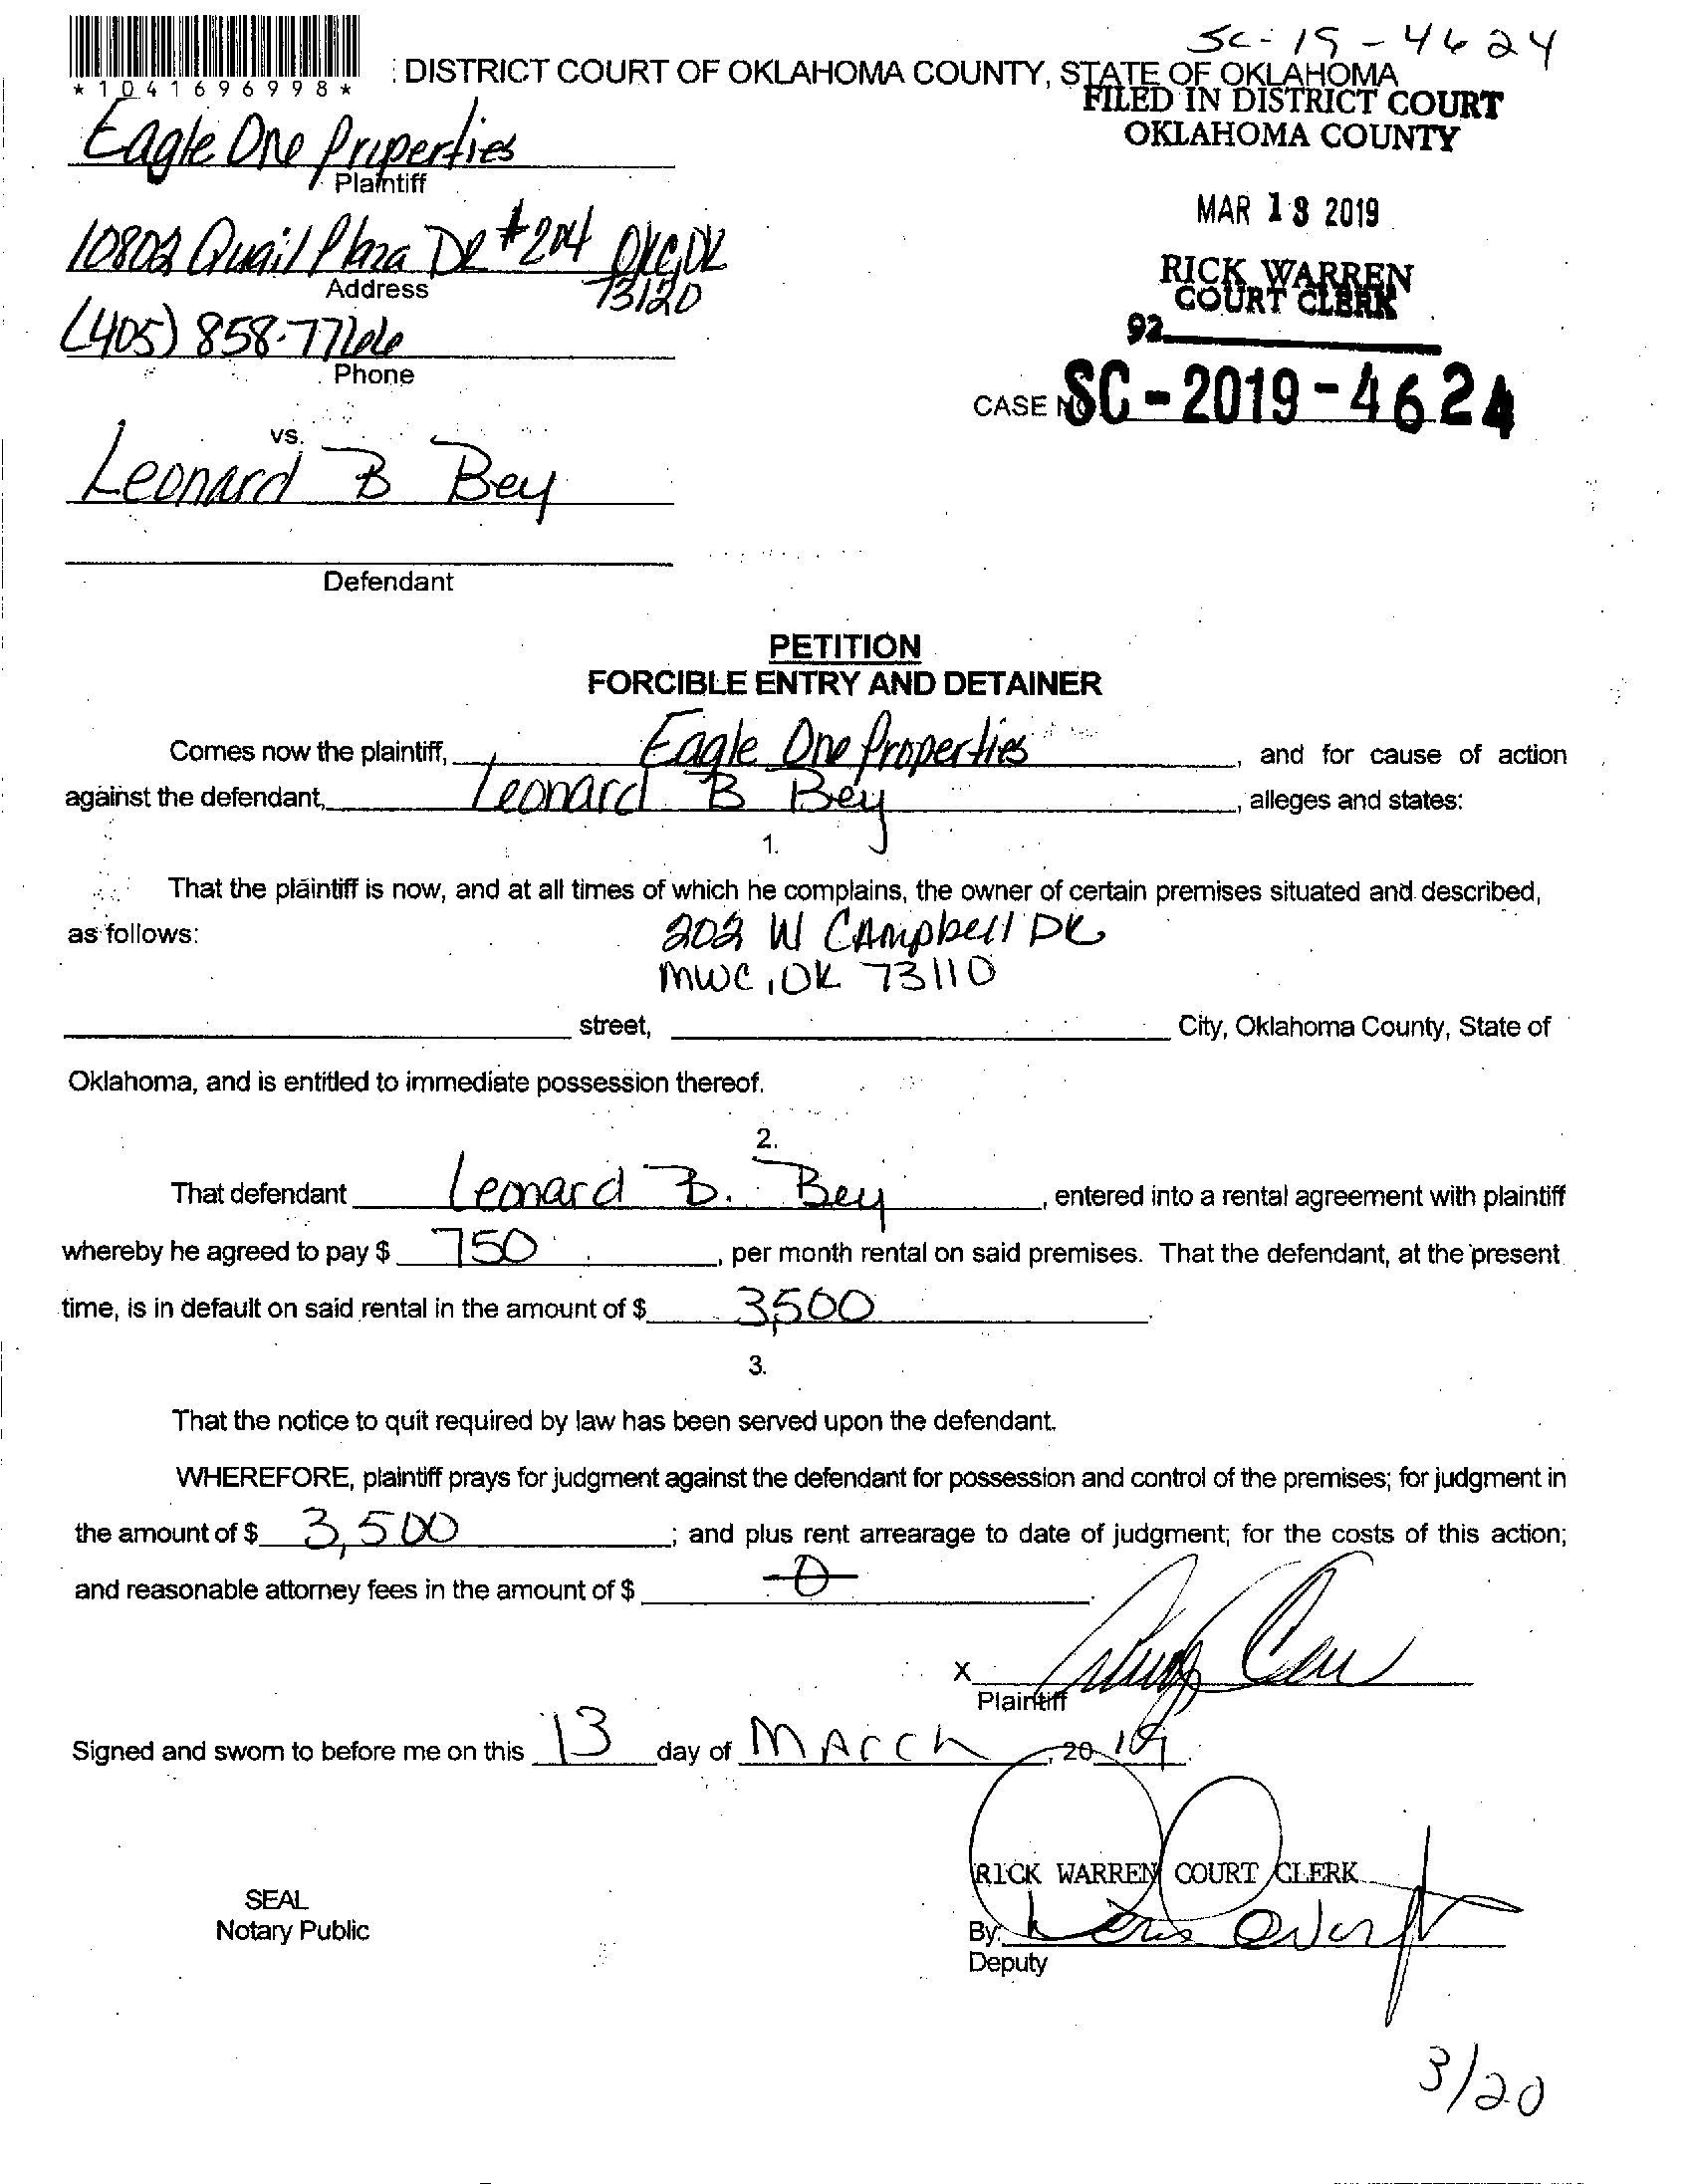 SC-19-4624
: DISTRICT COURT OF OKLAHOMA COUNTY, STATE OF OKLAHOMA
*1041696998*
FILED IN DISTRICT COURT
OKLAHOMA COUNTY
Eagle One Properties
Plaintiff
MAR 13 2019
10802 Quail Plaza DR #204 OKC, OK
73120
Address
RICK WARREN
COURT CLERK
92
(405) 858-7766
Phone
CASE NO SC-2019-4624
vs.
Leonard B Bey
Defendant
PETITION
FORCIBLE ENTRY AND DETAINER
Comes now the plaintiff, Eagle One Properties, and for cause of action
against the defendant, Leonard B Bey, alleges and states:
1.
That the plaintiff is now, and at all times of which he complains, the owner of certain premises situated and described,
as follows: 202 W CAmpbell DR
MWC, OK 73110
street, City, Oklahoma County, State of
Oklahoma, and is entitled to immediate possession thereof.
2.
That defendant Leonard B. Bey, entered into a rental agreement with plaintiff
whereby he agreed to pay $ 750, per month rental on said premises. That the defendant, at the present
time, is in default on said rental in the amount of $ 3,500.
3.
That the notice to quit required by law has been served upon the defendant.
WHEREFORE, plaintiff prays for judgment against the defendant for possession and control of the premises; for judgment in
the amount of $ 3,500; and plus rent arrearage to date of judgment; for the costs of this action;
and reasonable attorney fees in the amount of $ -0-.
X
Plaintiff
Signed and sworn to before me on this 13 day of MArch, 20 19.
RICK WARREN COURT CLERK
SEAL
Notary Public
By:
Deputy
3/20